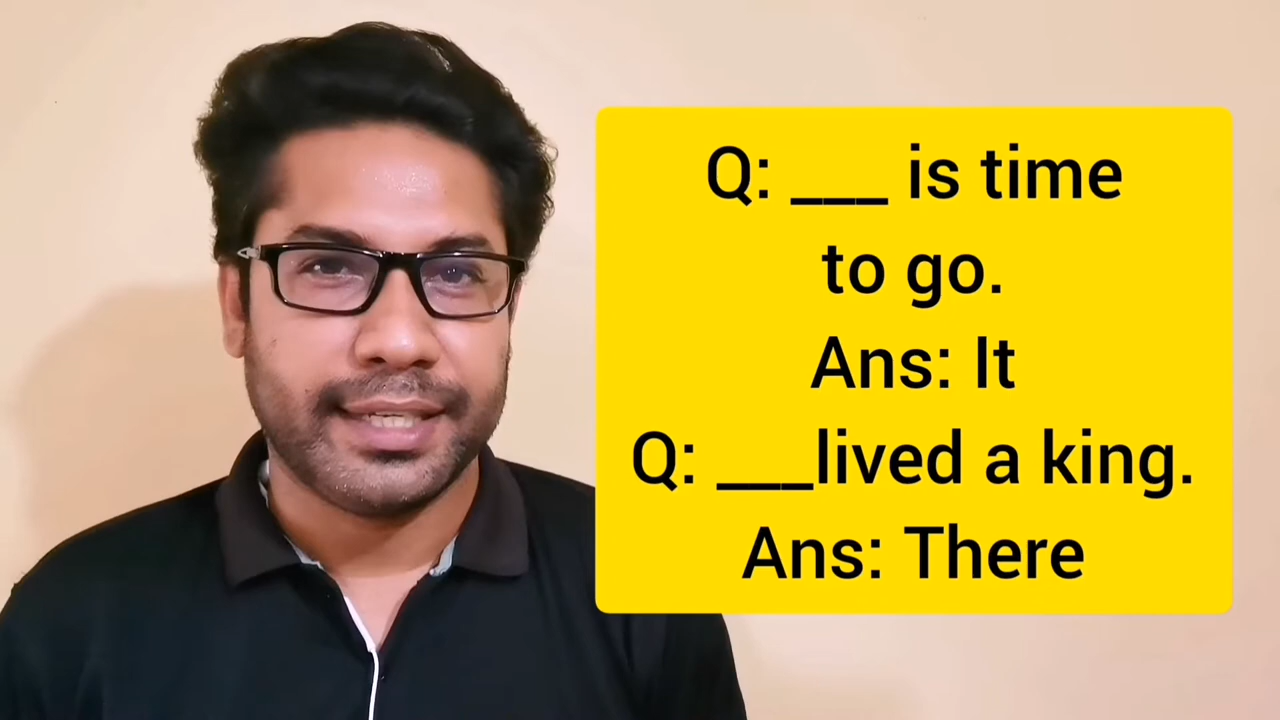 Q: ___ is time
to go.
Ans: It
Q: ___lived a king.
Ans: There